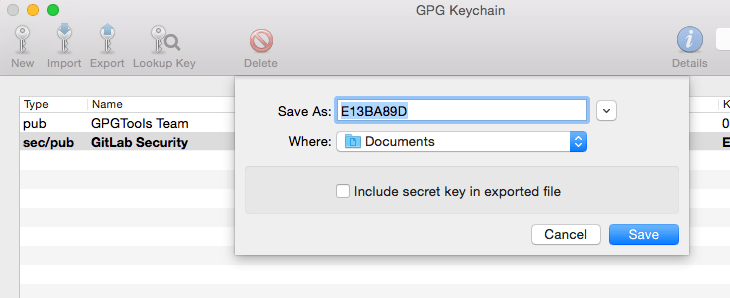 GPG Keychain
New Import Export Lookup Key Delete Details
Save As: E13BA89D
Where: Documents
Include secret key in exported file
Cancel Save
Type Name K
pub GPGTools Team 0
sec/pub GitLab Security E